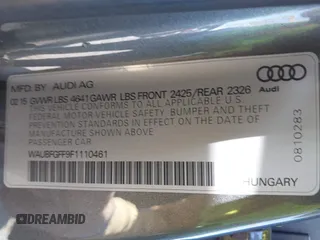 MFD. BY AUDI AG
02 15 GVWR LBS 4641 GAWR LBS FRONT 2425/REAR 2326
THIS VEHICLE CONFORMS TO ALL APPLICABLE
FEDERAL MOTOR VEHICLE SAFETY, BUMPER AND THEFT
PREVENTION STANDARDS IN EFFECT ON THE
DATE OF MANUFACTURE SHOWN ABOVE
PASSENGER CAR
WAUBFGFF9F1110461
Audi
0810283
HUNGARY
DREAMBID